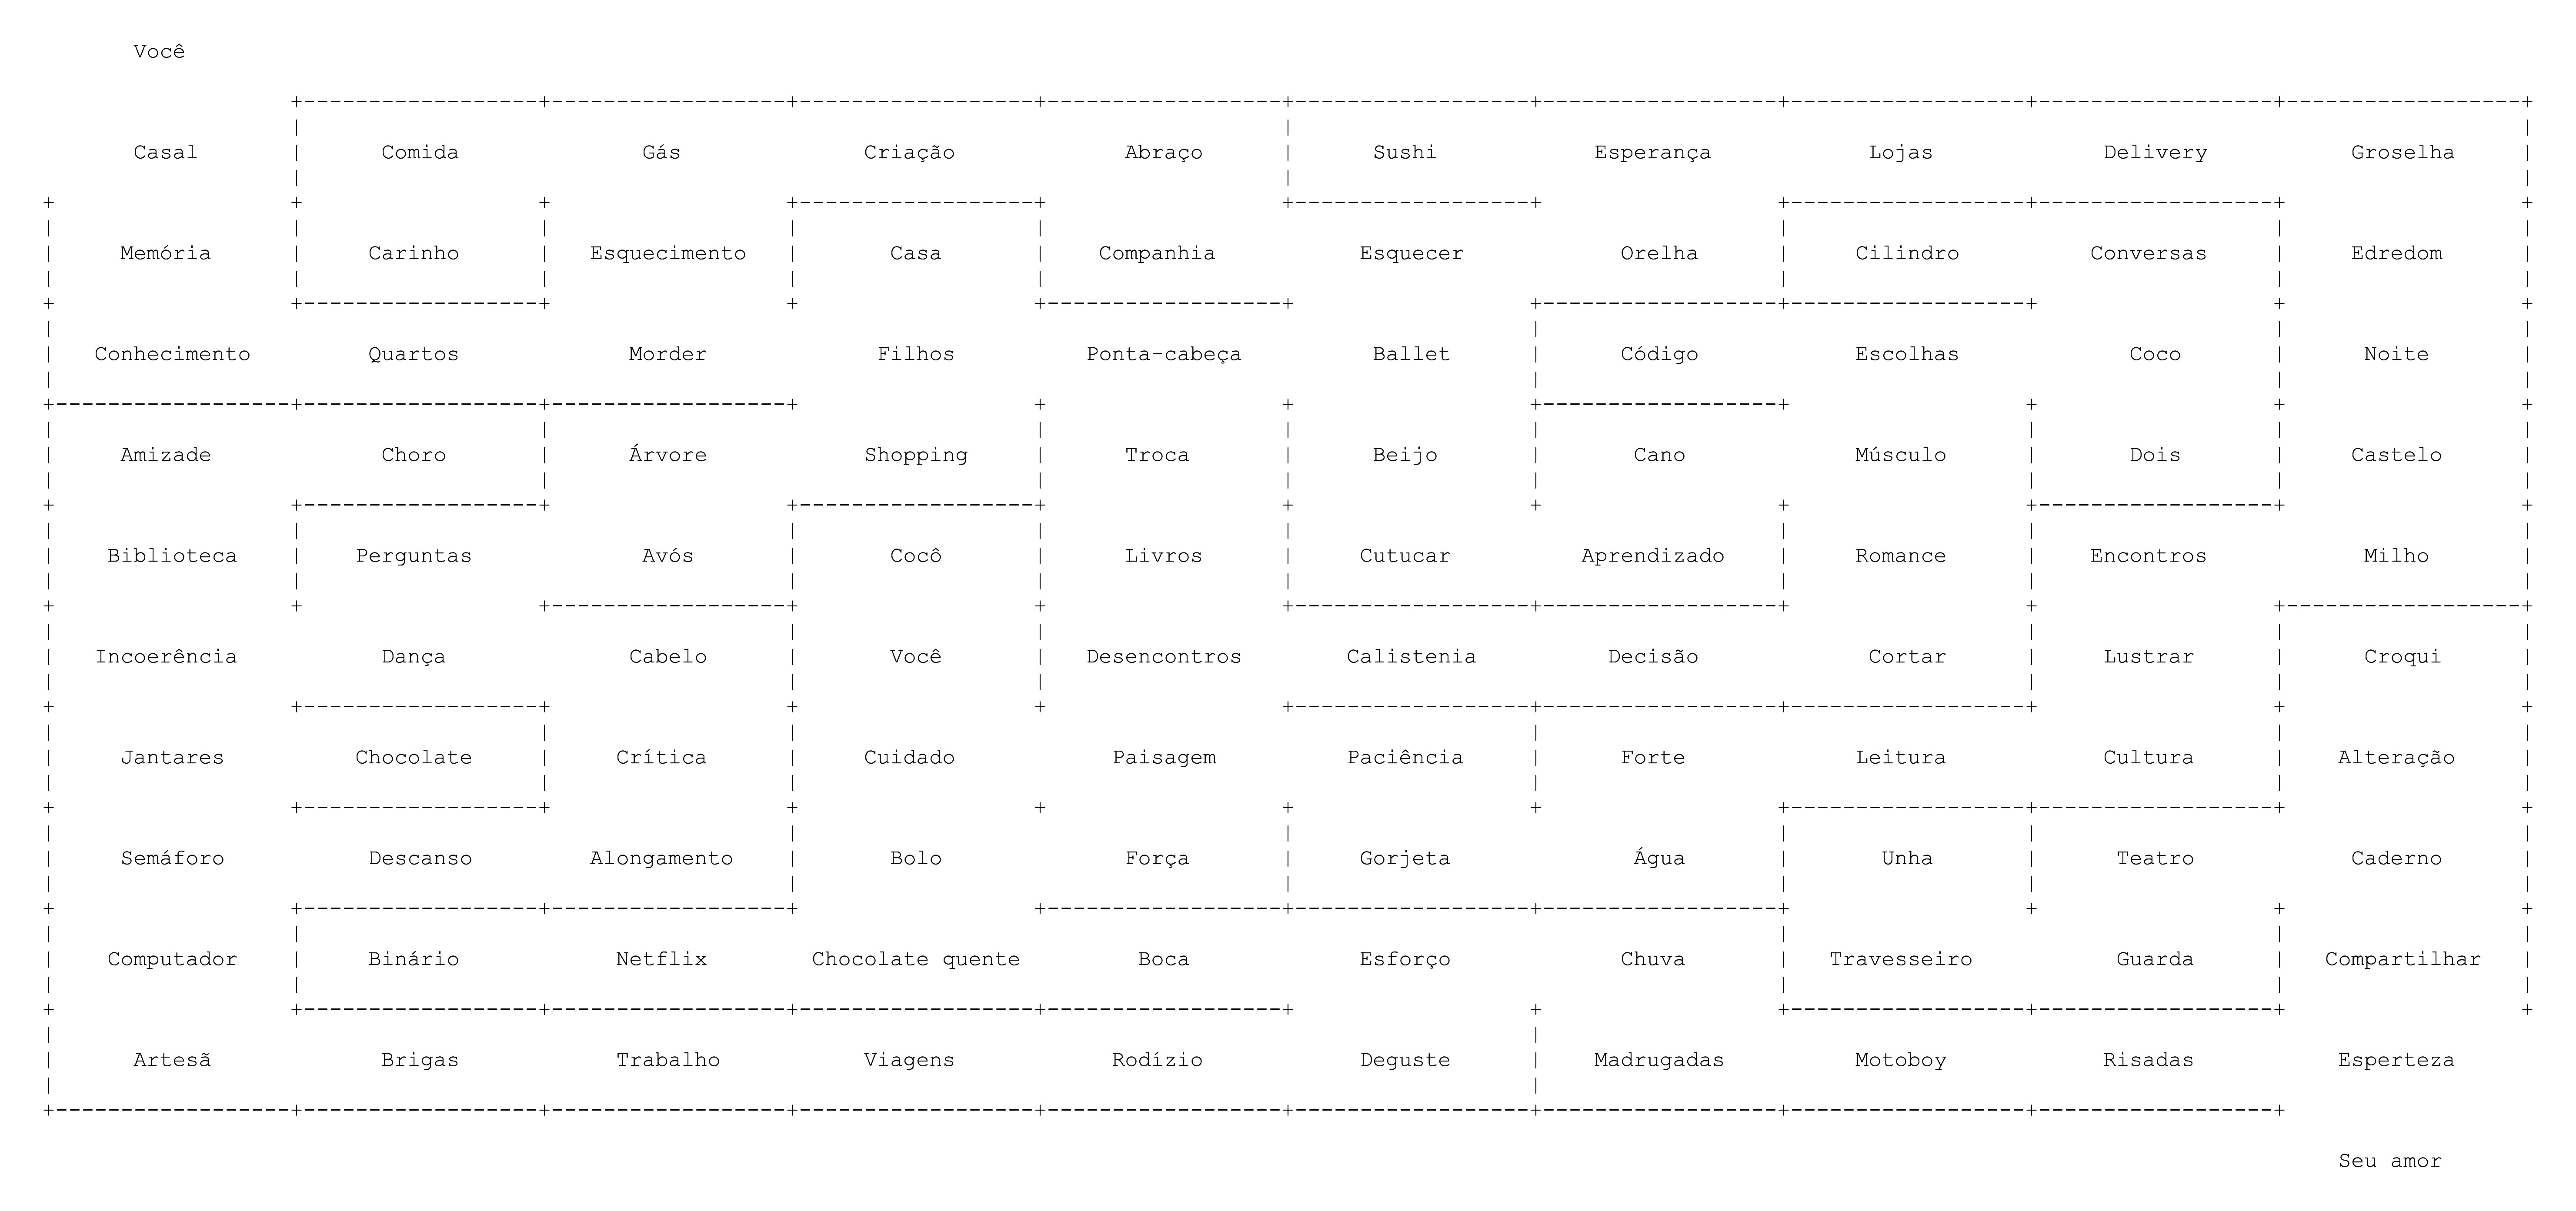 Você
Casal Comida Gás Criação Abraço Sushi Esperança Lojas Delivery Groselha
Memória Carinho Esquecimento Casa Companhia Esquecer Orelha Cilindro Conversas Edredom
Conhecimento Quartos Morder Filhos Ponta-cabeça Ballet Código Escolhas Coco Noite
Amizade Choro Árvore Shopping Troca Beijo Cano Músculo Dois Castelo
Biblioteca Perguntas Avós Cocô Livros Cutucar Aprendizado Romance Encontros Milho
Incoerência Dança Cabelo Você Desencontros Calistenia Decisão Cortar Lustrar Croqui
Jantares Chocolate Crítica Cuidado Paisagem Paciência Forte Leitura Cultura Alteração
Semáforo Descanso Alongamento Bolo Força Gorjeta Água Unha Teatro Caderno
Computador Binário Netflix Chocolate quente Boca Esforço Chuva Travesseiro Guarda Compartilhar
Artesã Brigas Trabalho Viagens Rodízio Deguste Madrugadas Motoboy Risadas Esperteza
Seu amor